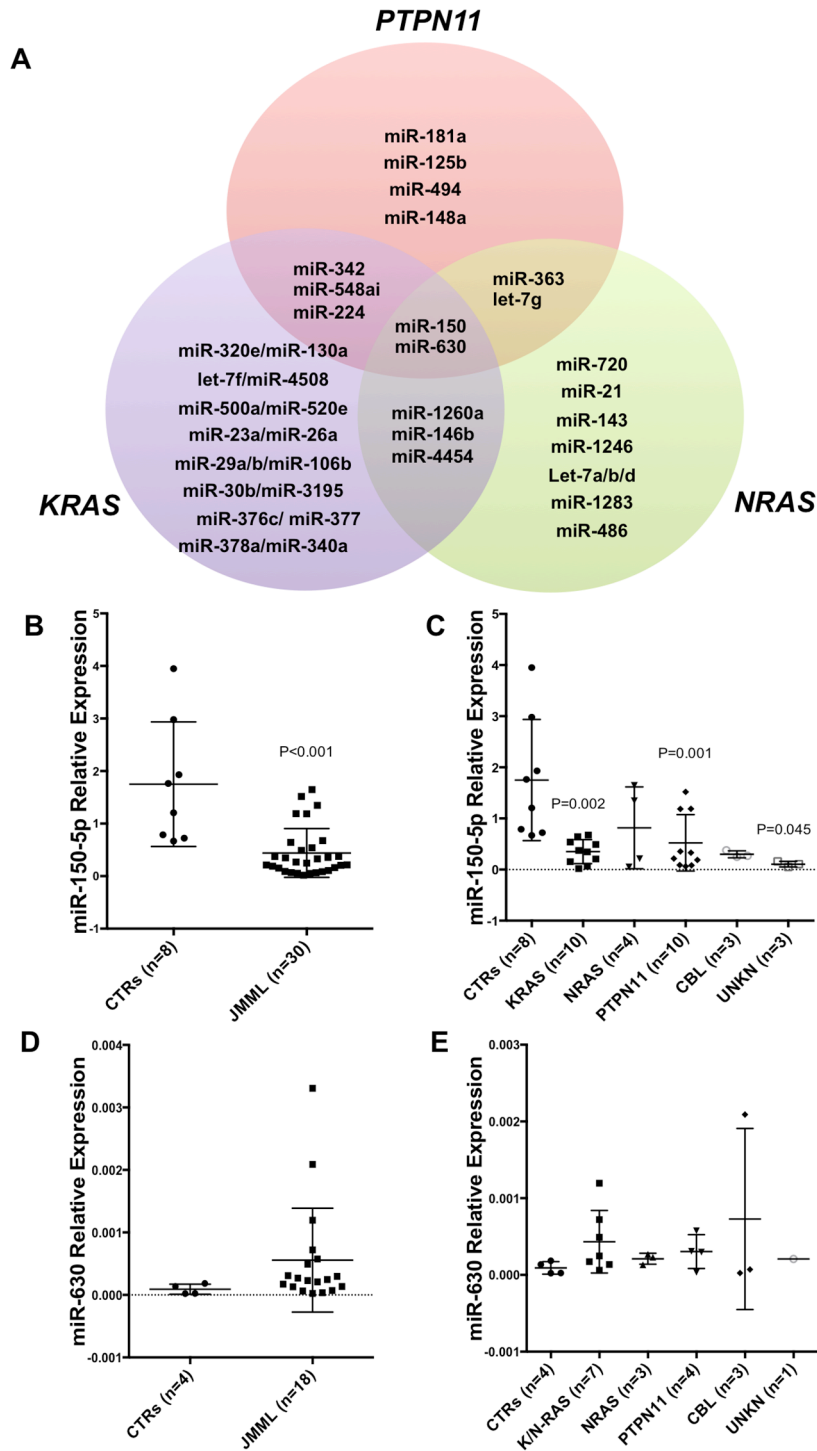 PTPN11
A
miR-181a
miR-125b
miR-494
miR-148a
miR-342
miR-548ai
miR-224
miR-363
let-7g
miR-150
miR-630
miR-320e/miR-130a
let-7f/miR-4508
miR-500a/miR-520e
miR-23a/miR-26a
miR-29a/b/miR-106b
miR-30b/miR-3195
miR-376c/ miR-377
miR-378a/miR-340a
miR-1260a
miR-146b
miR-4454
miR-720
miR-21
miR-143
miR-1246
Let-7a/b/d
miR-1283
miR-486
KRAS
NRAS
B
miR-150-5p Relative Expression
5
4
3
2
1
0
-1
P<0.001
CTRs (n=8)
JMML (n=30)
C
miR-150-5p Relative Expression
5
4
3
2
1
0
-1
P=0.002
P=0.001
P=0.045
CTRs (n=8)
KRAS (n=10)
NRAS (n=4)
PTPN11 (n=10)
CBL (n=3)
UNKN (n=3)
D
miR-630 Relative Expression
0.004
0.003
0.002
0.001
0.000
-0.001
CTRs (n=4)
JMML (n=18)
E
miR-630 Relative Expression
0.003
0.002
0.001
0.000
-0.001
CTRs (n=4)
K/N-RAS (n=7)
NRAS (n=3)
PTPN11 (n=4)
CBL (n=3)
UNKN (n=1)